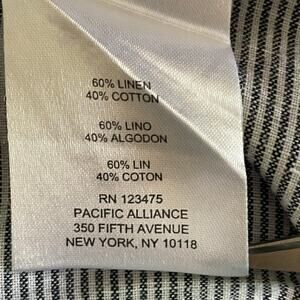 60% LINEN
40% COTTON
60% LINO
40% ALGODON
60% LIN
40% COTON
RN 123475
PACIFIC ALLIANCE
350 FIFTH AVENUE
NEW YORK, NY 10118